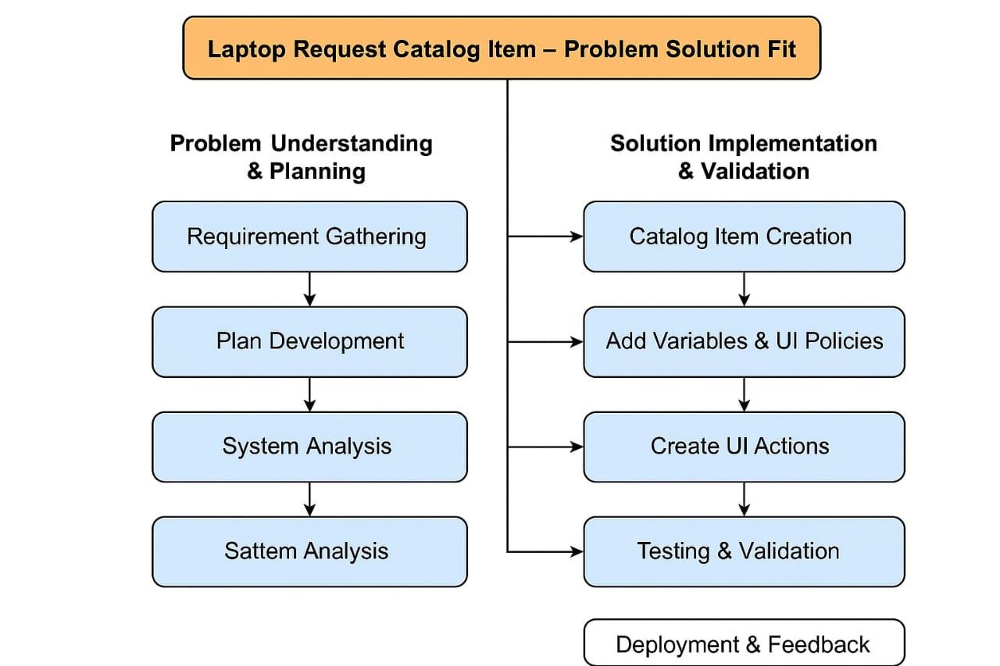 Laptop Request Catalog Item – Problem Solution Fit
Problem Understanding
& Planning
Requirement Gathering
Plan Development
System Analysis
Sattem Analysis
Solution Implementation
& Validation
Catalog Item Creation
Add Variables & UI Policies
Create UI Actions
Testing & Validation
Deployment & Feedback